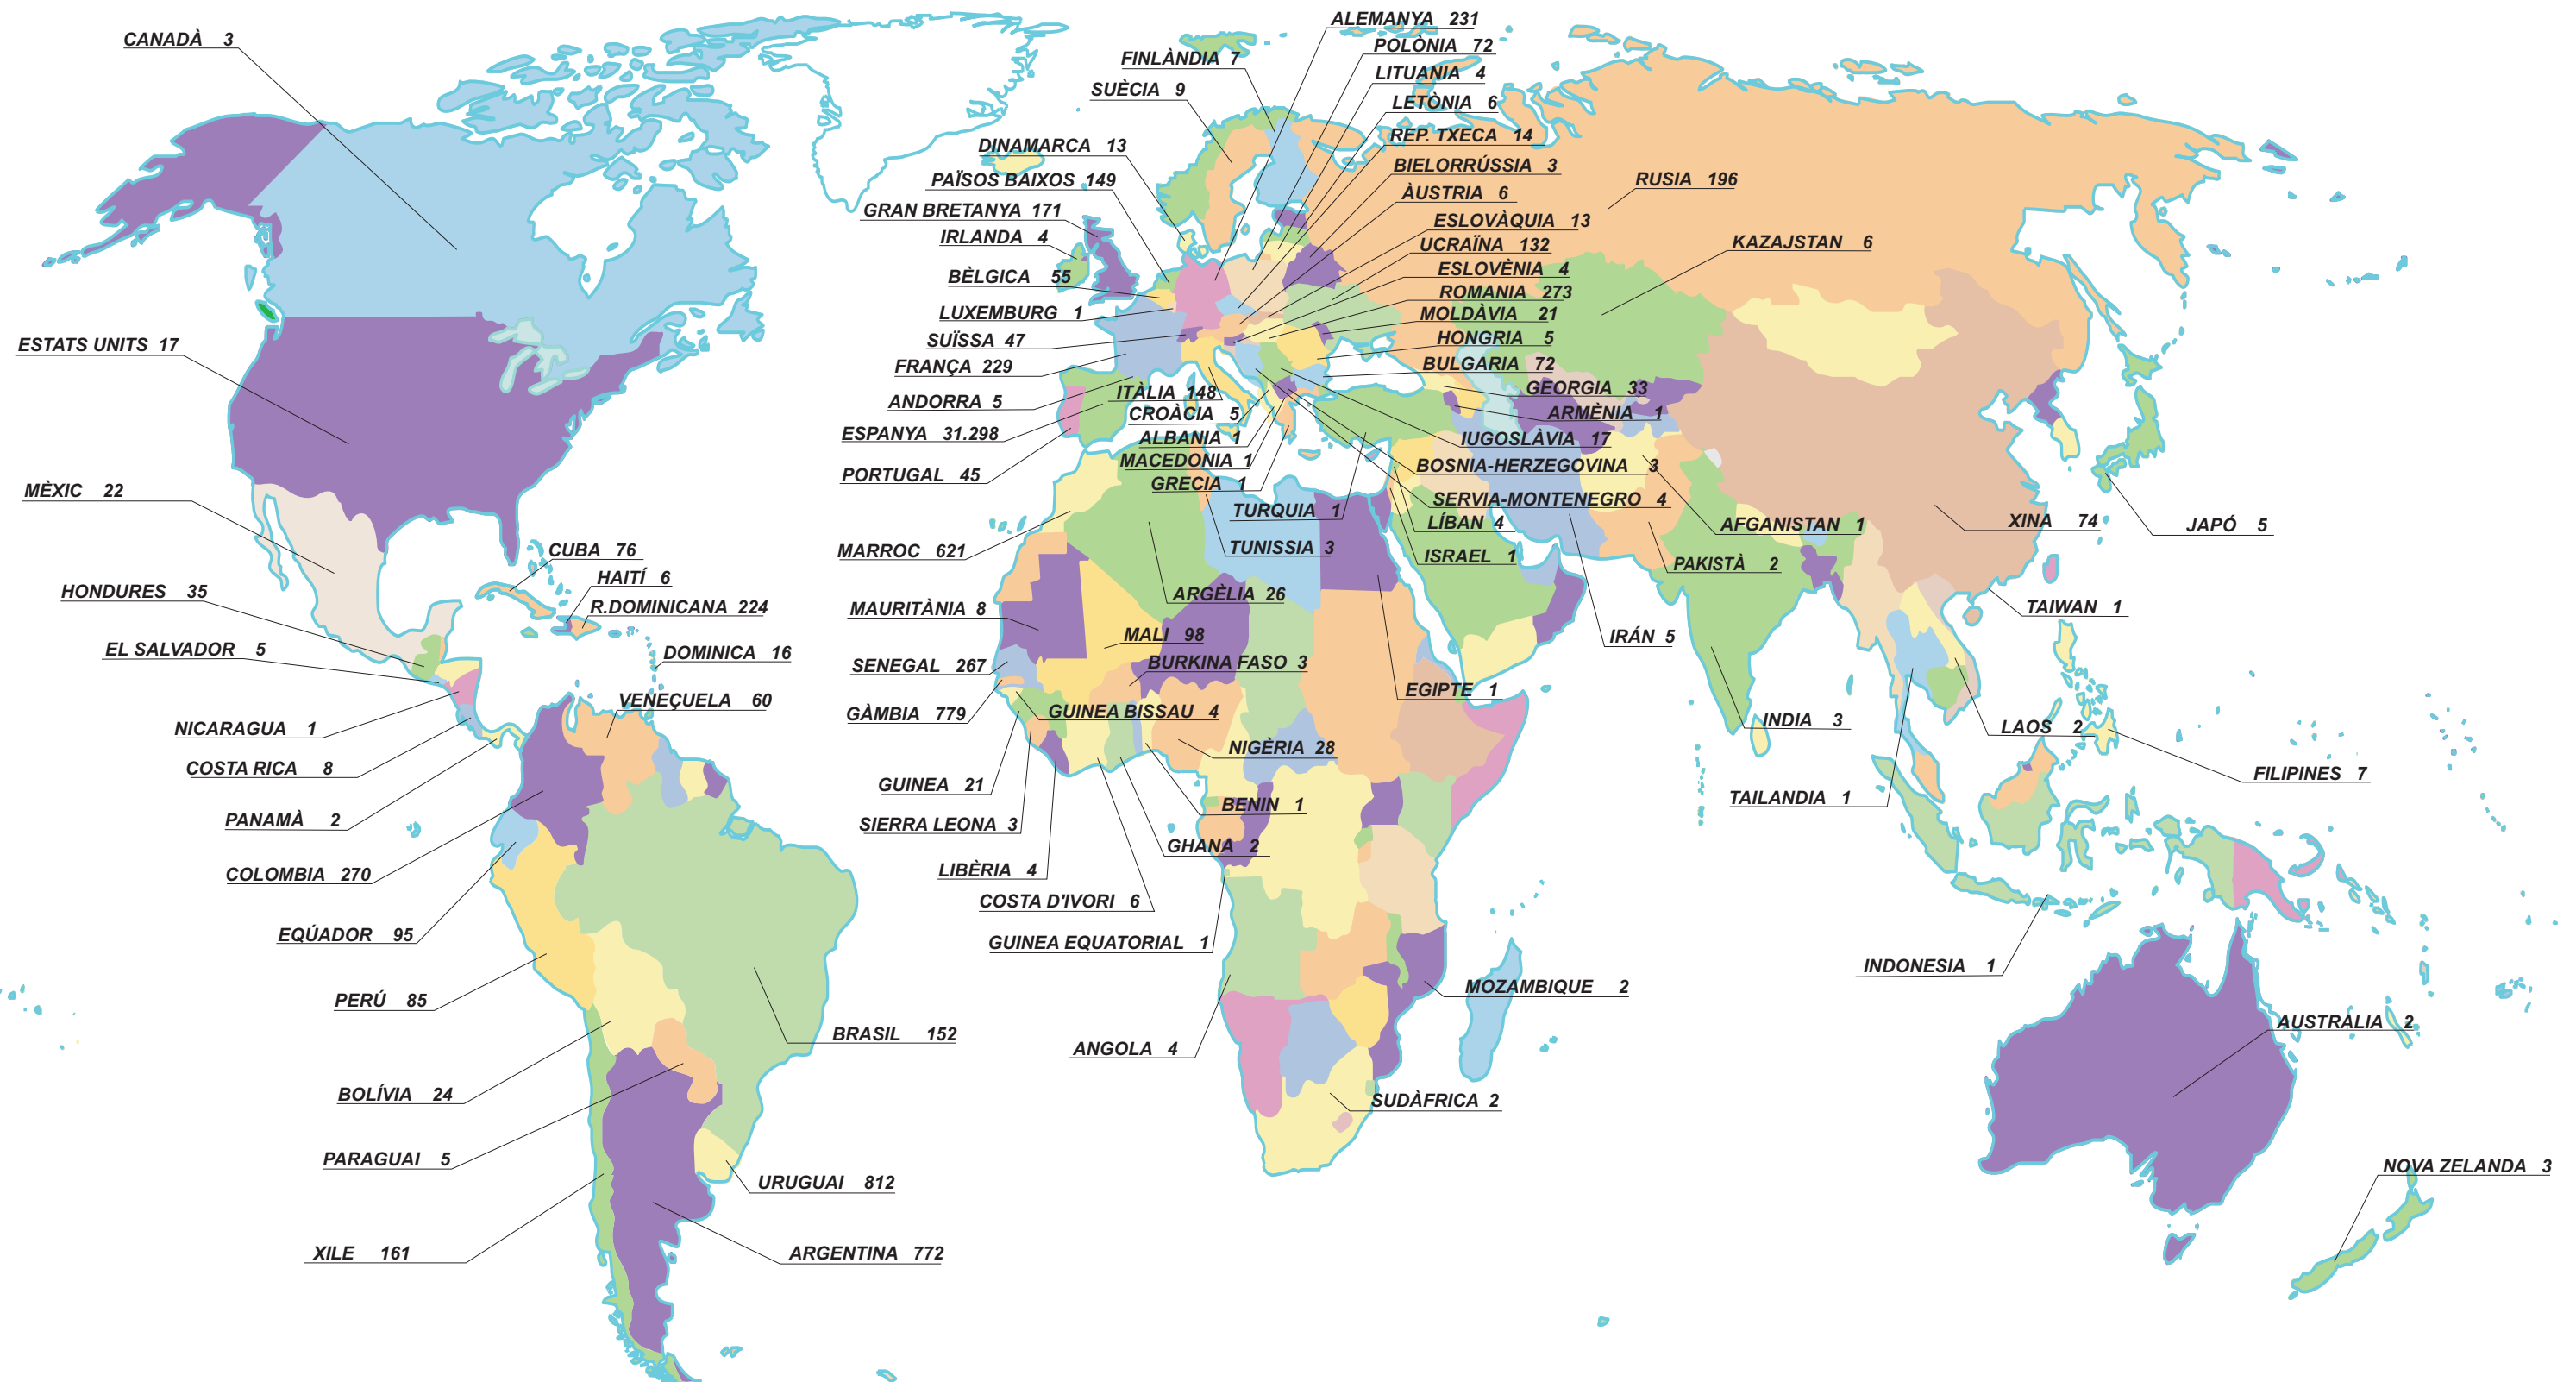 CANADÀ 3
ESTATS UNITS 17
MÈXIC 22
CUBA 76
HAITÍ 6
R.DOMINICANA 224
HONDURES 35
EL SALVADOR 5
DOMINICA 16
NICARAGUA 1
COSTA RICA 8
PANAMÀ 2
VENEÇUELA 60
COLOMBIA 270
EQÚADOR 95
PERÚ 85
BRASIL 152
BOLÍVIA 24
PARAGUAI 5
URUGUAI 812
XILE 161
ARGENTINA 772
ALEMANYA 231
POLÒNIA 72
FINLÀNDIA 7
LITUANIA 4
SUÈCIA 9
LETÒNIA 6
REP. TXECA 14
DINAMARCA 13
BIELORRÚSSIA 3
PAÏSOS BAIXOS 149
ÀUSTRIA 6
GRAN BRETANYA 171
ESLOVÀQUIA 13
IRLANDA 4
UCRAÏNA 132
BÈLGICA 55
ESLOVÈNIA 4
ROMANIA 273
LUXEMBURG 1
MOLDÀVIA 21
SUÏSSA 47
HONGRIA 5
FRANÇA 229
BULGARIA 72
GEORGIA 33
ANDORRA 5
ITÀLIA 148
CROÀCIA 5
ARMÈNIA 1
ESPANYA 31.298
ALBANIA 1
IUGOSLÀVIA 17
MACEDONIA 1
BOSNIA-HERZEGOVINA 3
PORTUGAL 45
GRECIA 1
SERVIA-MONTENEGRO 4
TURQUIA 1
LÍBAN 4
RUSIA 196
KAZAJSTAN 6
AFGANISTAN 1
XINA 74
JAPÓ 5
ISRAEL 1
PAKISTÀ 2
IRÁN 5
TAIWAN 1
INDIA 3
LAOS 2
FILIPINES 7
TAILANDIA 1
INDONESIA 1
MARROC 621
TUNISSIA 3
ARGÈLIA 26
MAURITÀNIA 8
MALI 98
SENEGAL 267
BURKINA FASO 3
EGIPTE 1
GÀMBIA 779
GUINEA BISSAU 4
NIGÈRIA 28
GUINEA 21
BENIN 1
SIERRA LEONA 3
GHANA 2
LIBÈRIA 4
COSTA D'IVORI 6
GUINEA EQUATORIAL 1
MOZAMBIQUE 2
ANGOLA 4
SUDÀFRICA 2
AUSTRALIA 2
NOVA ZELANDA 3